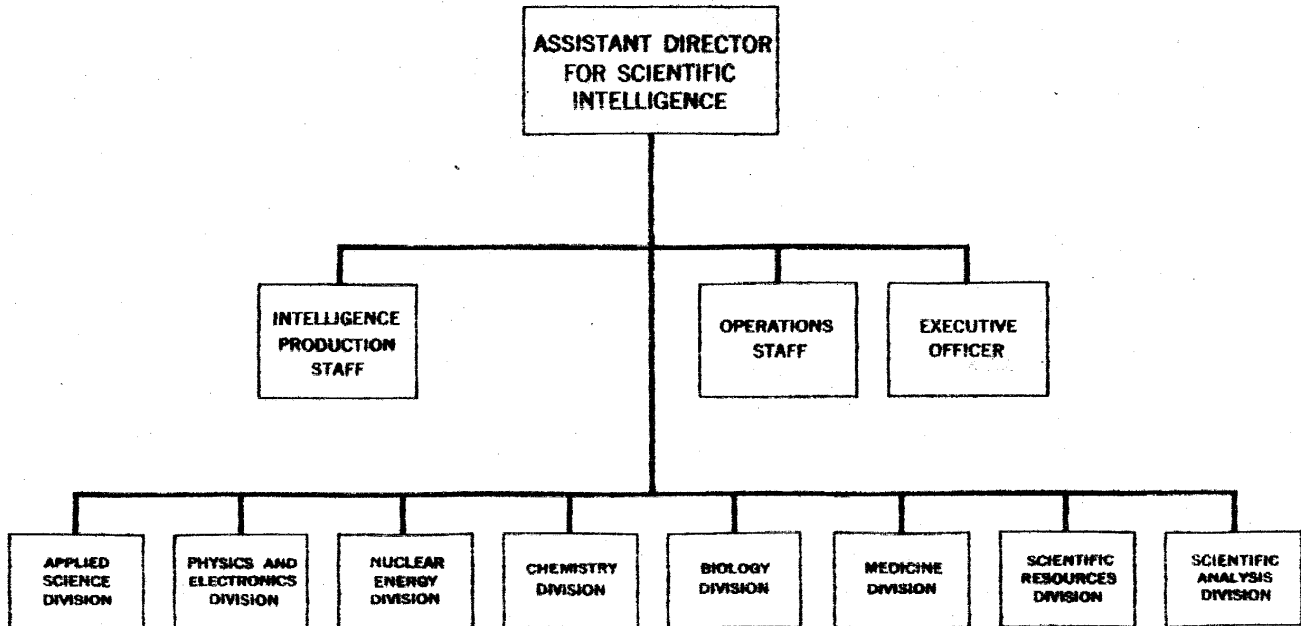 ASSISTANT DIRECTOR
FOR SCIENTIFIC
INTELLIGENCE
INTELLIGENCE
PRODUCTION
STAFF
OPERATIONS
STAFF
EXECUTIVE
OFFICER
APPLIED
SCIENCE
DIVISION
PHYSICS AND
ELECTRONICS
DIVISION
NUCLEAR
ENERGY
DIVISION
CHEMISTRY
DIVISION
BIOLOGY
DIVISION
MEDICINE
DIVISION
SCIENTIFIC
RESOURCES
DIVISION
SCIENTIFIC
ANALYSIS
DIVISION